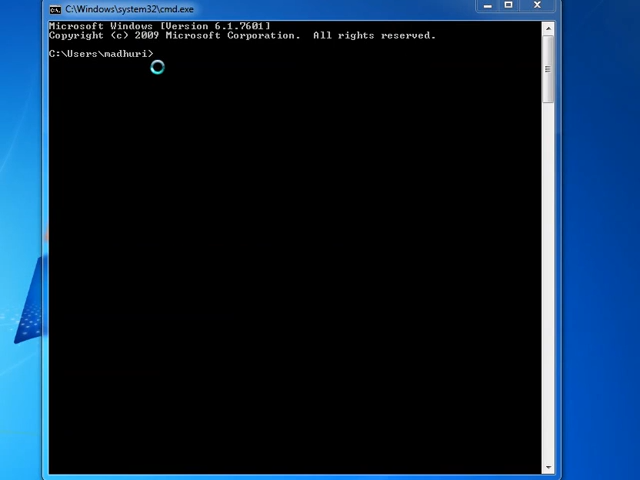 C:\Windows\system32\cmd.exe
Microsoft Windows [Version 6.1.7601]
Copyright (c) 2009 Microsoft Corporation.  All rights reserved.
C:\Users\madhuri>